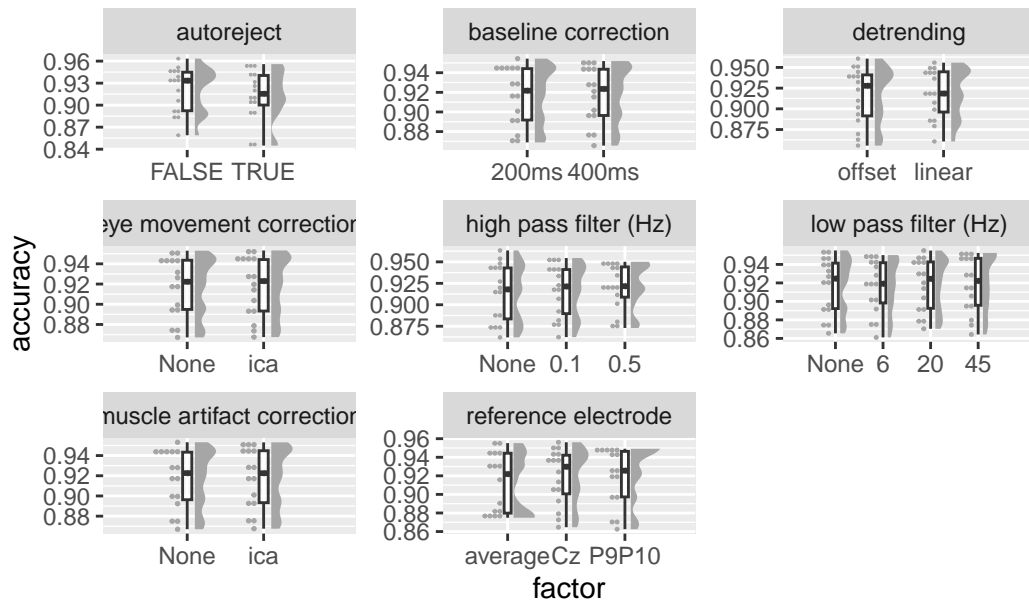 autoreject
0.96
0.93
0.90
0.87
0.84
FALSE TRUE
baseline correction
0.94
0.92
0.90
0.88
200ms 400ms
detrending
0.950
0.925
0.900
0.875
offset linear
accuracy
eye movement correction
0.94
0.92
0.90
0.88
None ica
high pass filter (Hz)
0.950
0.925
0.900
0.875
None 0.1 0.5
low pass filter (Hz)
0.94
0.92
0.90
0.88
0.86
None 6 20 45
muscle artifact correction
0.94
0.92
0.90
0.88
None ica
reference electrode
0.96
0.94
0.92
0.90
0.88
0.86
average Cz P9P10
factor